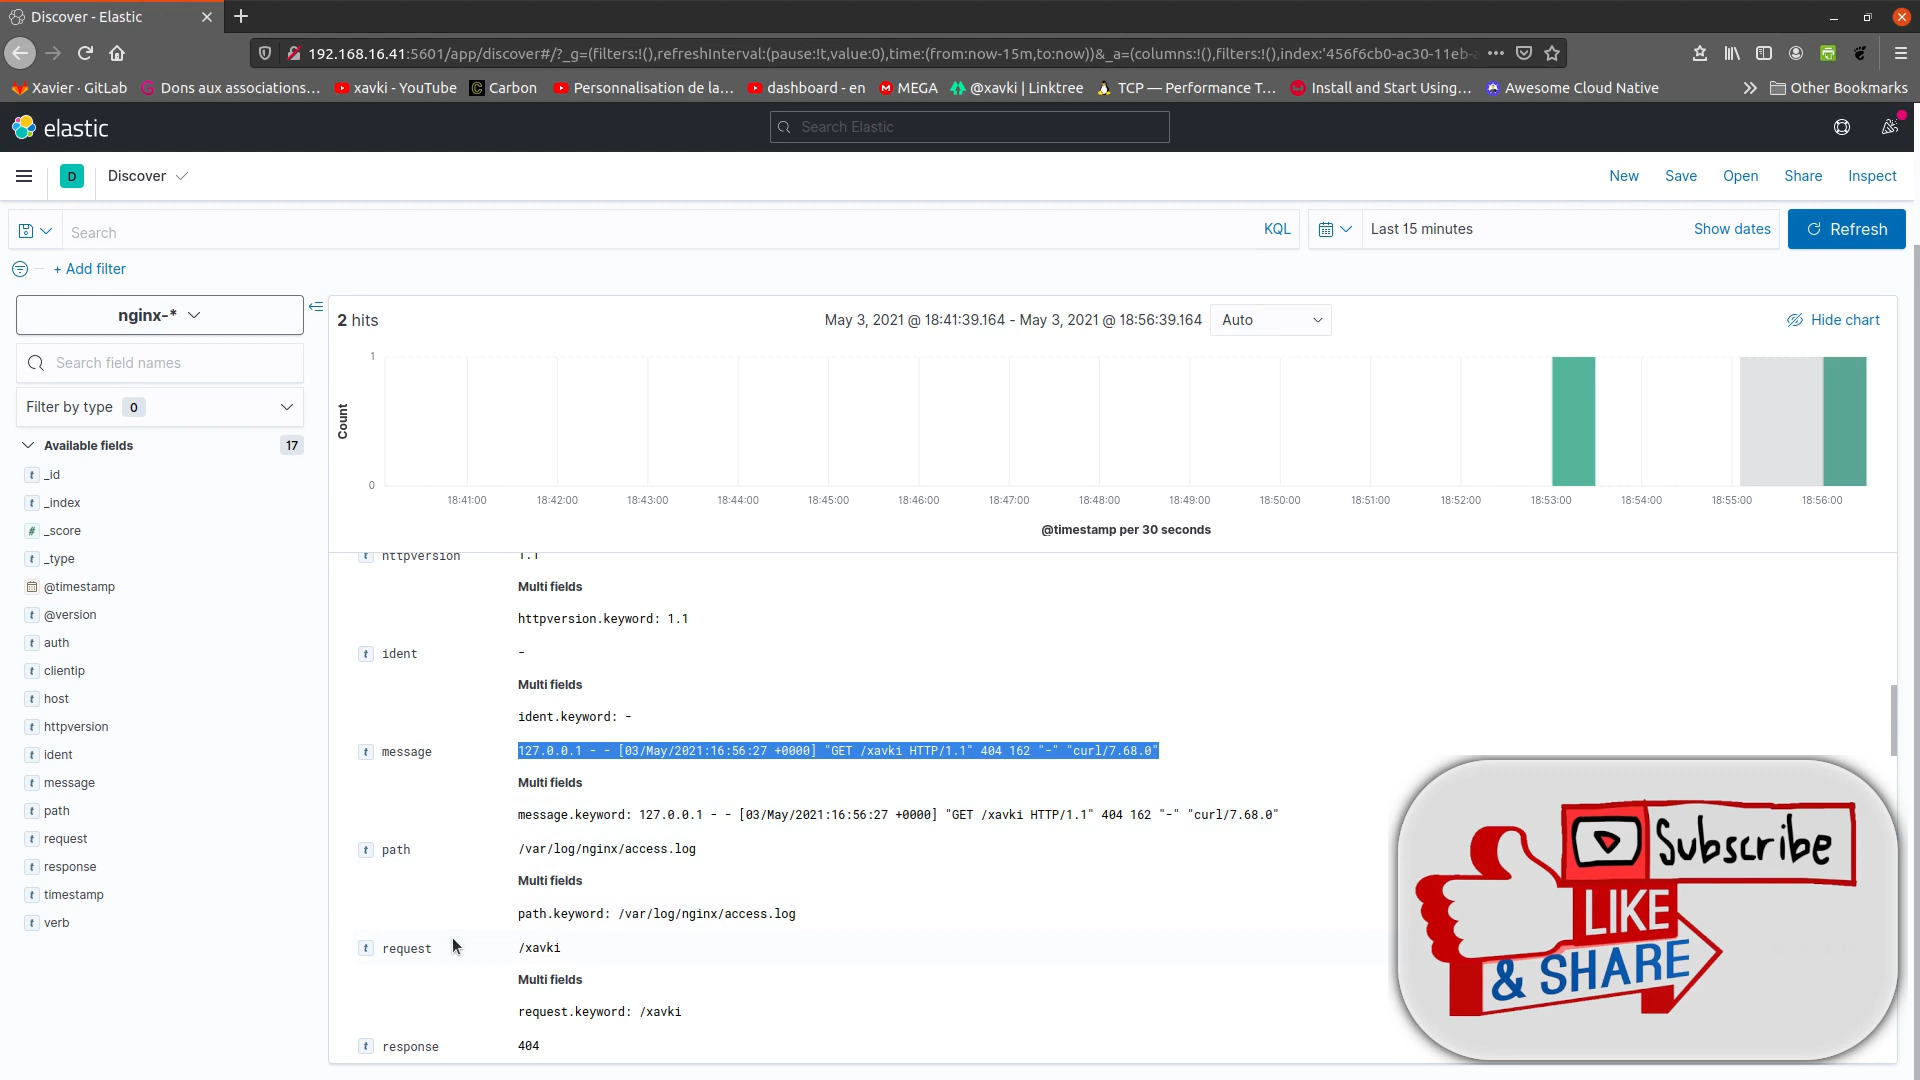 Discover - Elastic
192.168.16.41:5601/app/discover#/?_g=(filters:!(),refreshInterval:(pause:!t,value:0),time:(from:now-15m,to:now))&_a=(columns:!(),filters:!(),index:'456f6cb0-ac30-11eb-
Xavier · GitLab Dons aux associations… xavki - YouTube Carbon Personnalisation de la… dashboard - en MEGA @xavki | Linktree TCP — Performance T… Install and Start Using… Awesome Cloud Native Other Bookmarks
elastic Search Elastic
D Discover New Save Open Share Inspect
Search KQL Last 15 minutes Show dates Refresh
+ Add filter
nginx-*
2 hits May 3, 2021 @ 18:41:39.164 - May 3, 2021 @ 18:56:39.164 Auto Hide chart
Search field names
Filter by type 0
Available fields 17
t _id
t _index
# _score
t _type
@timestamp
t @version
t auth
t clientip
t host
t httpversion
t ident
t message
t path
t request
t response
t timestamp
t verb
Count
1
0
18:41:00 18:42:00 18:43:00 18:44:00 18:45:00 18:46:00 18:47:00 18:48:00 18:49:00 18:50:00 18:51:00 18:52:00 18:53:00 18:54:00 18:55:00 18:56:00
@timestamp per 30 seconds
t httpversion 1.1
Multi fields
httpversion.keyword: 1.1
t ident -
Multi fields
ident.keyword: -
t message 127.0.0.1 - - [03/May/2021:16:56:27 +0000] "GET /xavki HTTP/1.1" 404 162 "-" "curl/7.68.0"
Multi fields
message.keyword: 127.0.0.1 - - [03/May/2021:16:56:27 +0000] "GET /xavki HTTP/1.1" 404 162 "-" "curl/7.68.0"
t path /var/log/nginx/access.log
Multi fields
path.keyword: /var/log/nginx/access.log
t request /xavki
Multi fields
request.keyword: /xavki
t response 404
Subscribe
LIKE
& SHARE